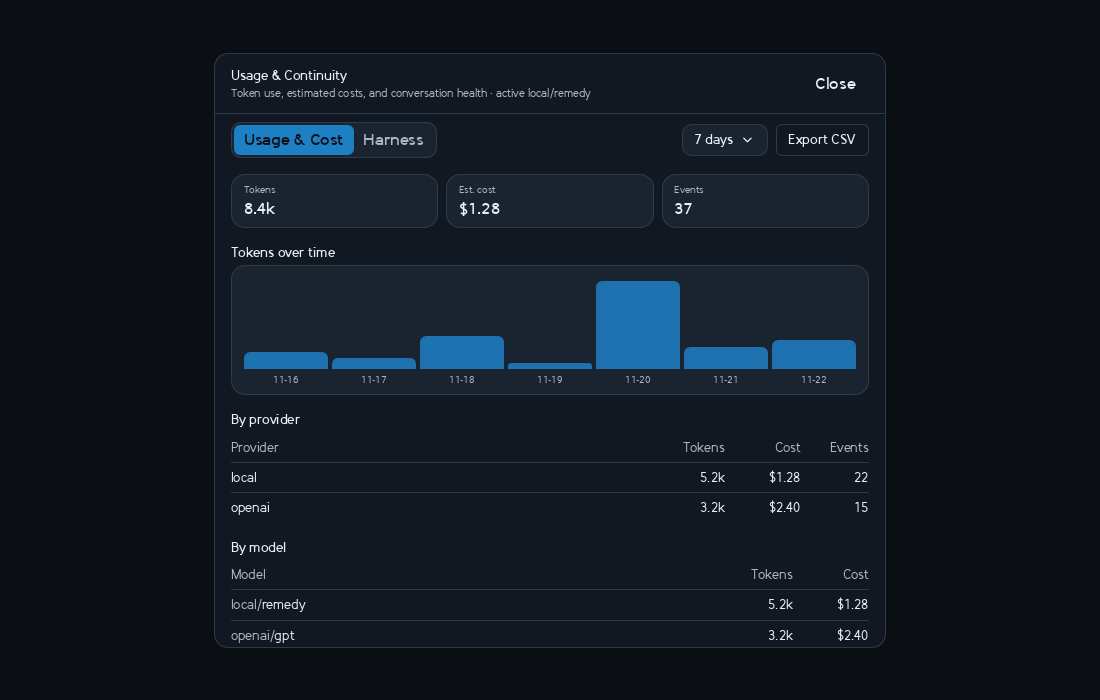 Usage & Continuity
Token use, estimated costs, and conversation health · active local/remedy
Close
Usage & Cost Harness 7 days Export CSV
Tokens Est. cost Events
8.4k $1.28 37
Tokens over time
11-16 11-17 11-18 11-19 11-20 11-21 11-22
By provider
Provider Tokens Cost Events
local 5.2k $1.28 22
openai 3.2k $2.40 15
By model
Model Tokens Cost
local/remedy 5.2k $1.28
openai/gpt 3.2k $2.40